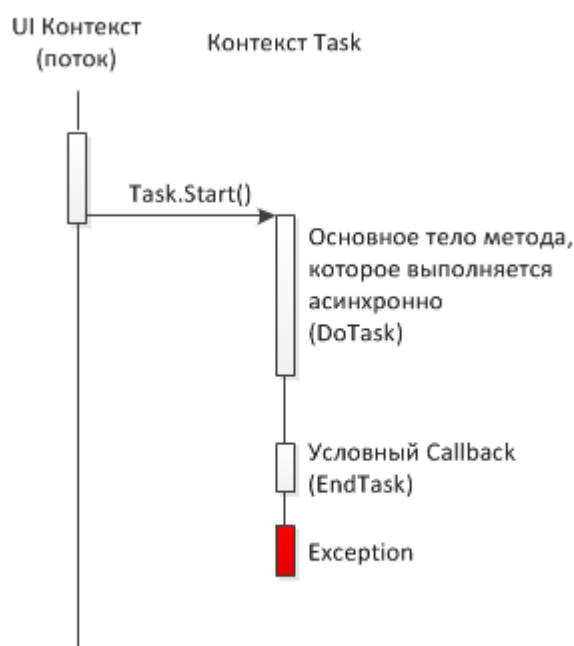 UI Контекст
(поток)
Контекст Task
Task.Start()
Основное тело метода,
которое выполняется
асинхронно
(DoTask)
Условный Callback
(EndTask)
Exception